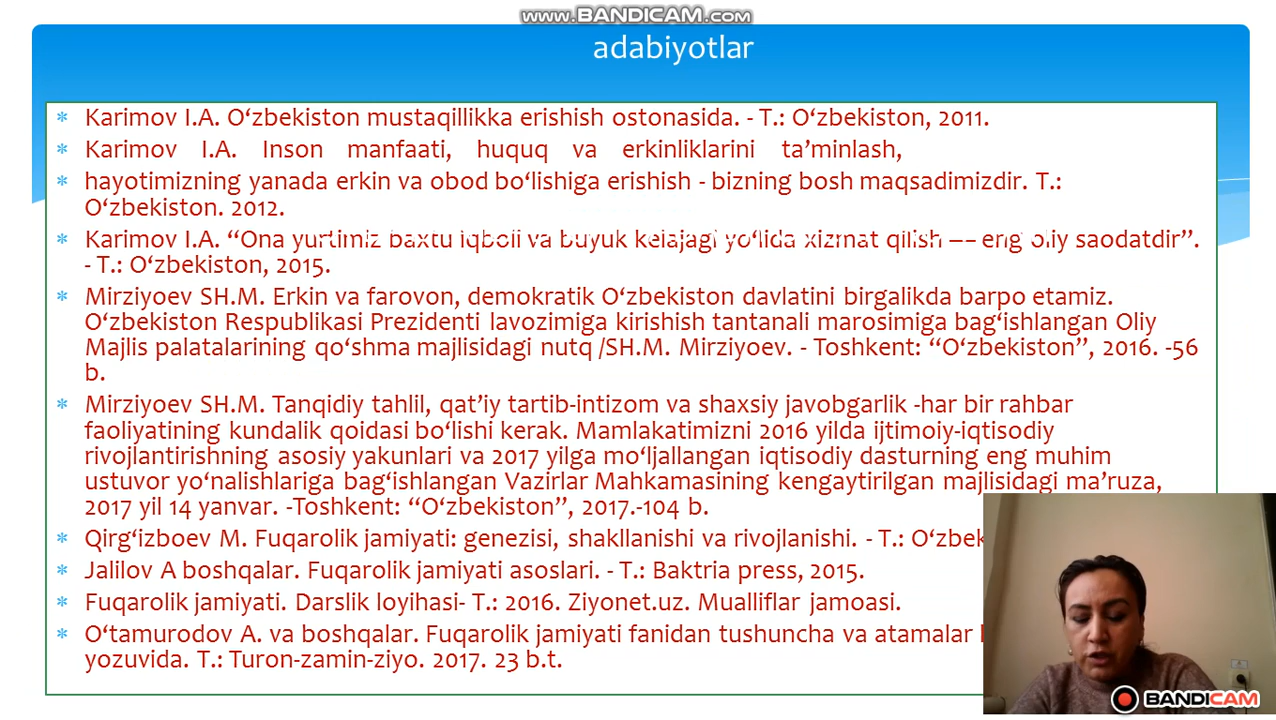 www.BANDICAM.com
adabiyotlar
Karimov I.A. O‘zbekiston mustaqillikka erishish ostonasida. - T.: O‘zbekiston, 2011.
Karimov I.A. Inson manfaati, huquq va erkinliklarini ta’minlash,
hayotimizning yanada erkin va obod bo‘lishiga erishish - bizning bosh maqsadimizdir. T.:
O‘zbekiston. 2012.
Karimov I.A. “Ona yurtimiz baxtu iqboli va buyuk kelajagi yo‘lida xizmat qilish –– eng oliy saodatdir”.
- T.: O‘zbekiston, 2015.
Mirziyoev SH.M. Erkin va farovon, demokratik O‘zbekiston davlatini birgalikda barpo etamiz.
O‘zbekiston Respublikasi Prezidenti lavozimiga kirishish tantanali marosimiga bag‘ishlangan Oliy
Majlis palatalarining qo‘shma majlisidagi nutq /SH.M. Mirziyoev. - Toshkent: “O‘zbekiston”, 2016. -56
b.
Mirziyoev SH.M. Tanqidiy tahlil, qat’iy tartib-intizom va shaxsiy javobgarlik -har bir rahbar
faoliyatining kundalik qoidasi bo‘lishi kerak. Mamlakatimizni 2016 yilda ijtimoiy-iqtisodiy
rivojlantirishning asosiy yakunlari va 2017 yilga mo‘ljallangan iqtisodiy dasturning eng muhim
ustuvor yo‘nalishlariga bag‘ishlangan Vazirlar Mahkamasining kengaytirilgan majlisidagi ma’ruza,
2017 yil 14 yanvar. -Toshkent: “O‘zbekiston”, 2017.-104 b.
Qirg‘izboev M. Fuqarolik jamiyati: genezisi, shakllanishi va rivojlanishi. - T.: O‘zbek
Jalilov A boshqalar. Fuqarolik jamiyati asoslari. - T.: Baktria press, 2015.
Fuqarolik jamiyati. Darslik loyihasi- T.: 2016. Ziyonet.uz. Mualliflar jamoasi.
O‘tamurodov A. va boshqalar. Fuqarolik jamiyati fanidan tushuncha va atamalar
yozuvida. T.: Turon-zamin-ziyo. 2017. 23 b.t.
BANDICAM